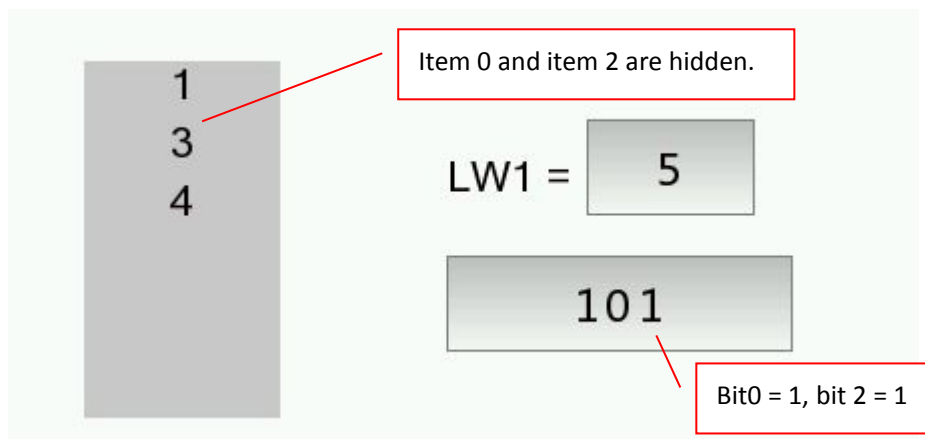 Item 0 and item 2 are hidden.
1
3
4
LW1 = 5
101
Bit0 = 1, bit 2 = 1